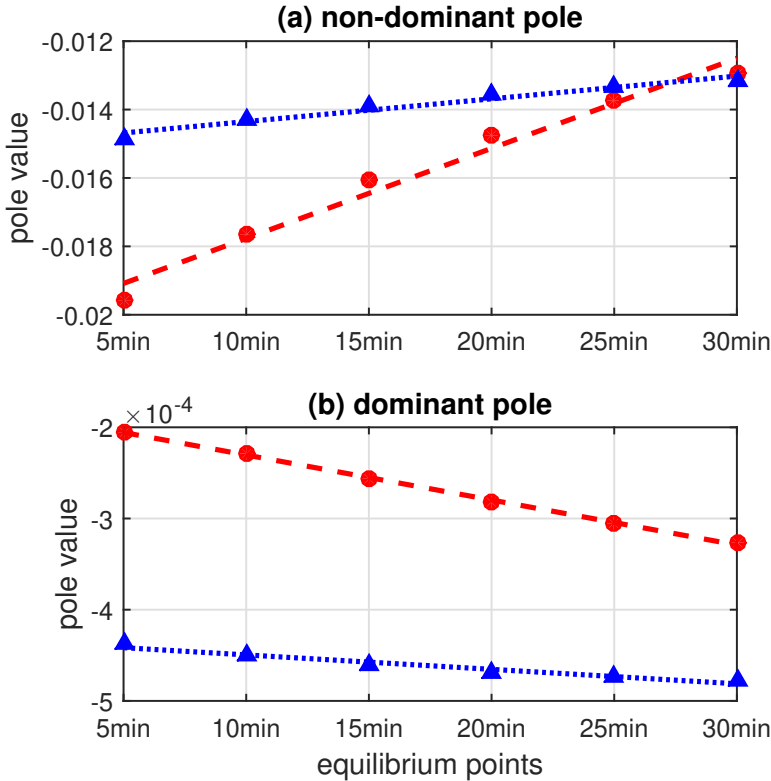 (a) non-dominant pole
-0.012
-0.014
-0.016
-0.018
-0.02
pole value
5min 10min 15min 20min 25min 30min
(b) dominant pole
×10-4
-2
-3
-4
-5
pole value
5min 10min 15min 20min 25min 30min
equilibrium points